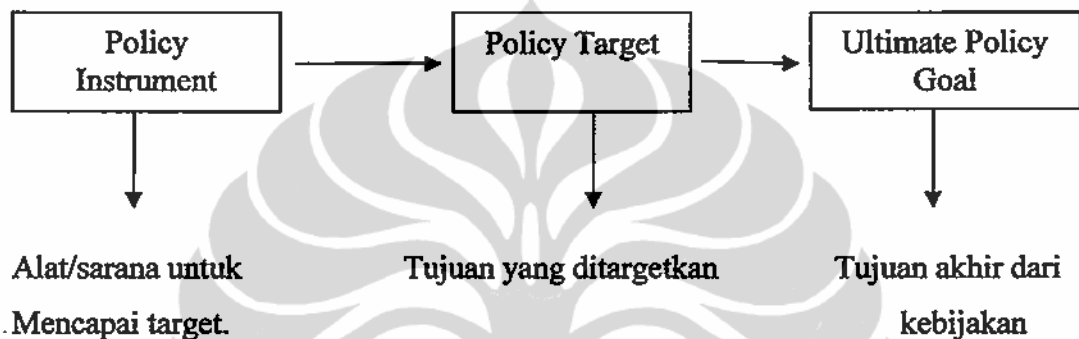 Policy
Instrument
Policy Target
Ultimate Policy
Goal
Alat/sarana untuk
Mencapai target.
Tujuan yang ditargetkan
Tujuan akhir dari
kebijakan